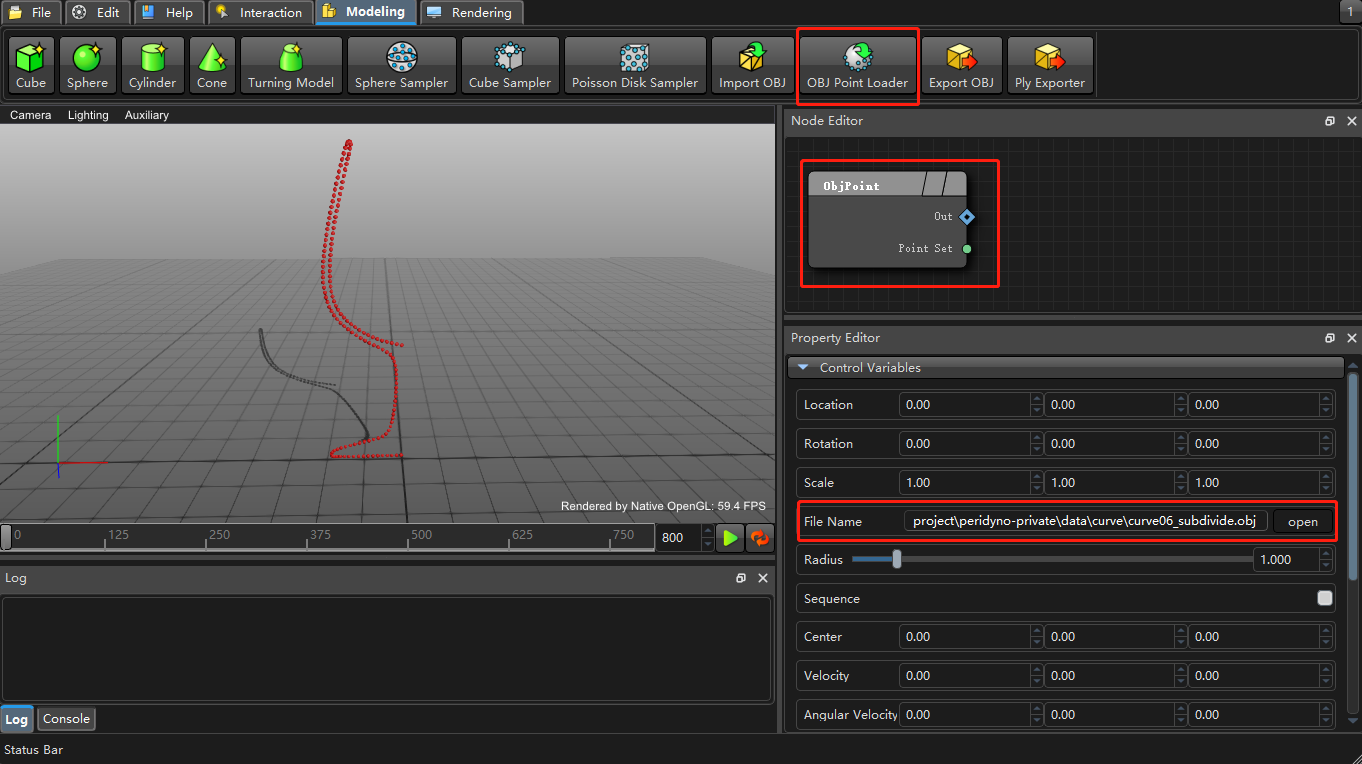 File Edit Help Interaction Modeling Rendering 1
Cube Sphere Cylinder Cone Turning Model Sphere Sampler Cube Sampler Poisson Disk Sampler Import OBJ OBJ Point Loader Export OBJ Ply Exporter
Camera Lighting Auxiliary
Rendered by Native OpenGL: 59.4 FPS
0 125 250 375 500 625 750 800
Log
Log Console
Status Bar
Node Editor
ObjPoint
Out
Point Set
Property Editor
Control Variables
Location 0.00 0.00 0.00
Rotation 0.00 0.00 0.00
Scale 1.00 1.00 1.00
File Name project\peridyno-private\data\curve\curve06_subdivide.obj open
Radius 1.000
Sequence
Center 0.00 0.00 0.00
Velocity 0.00 0.00 0.00
Angular Velocity 0.00 0.00 0.00